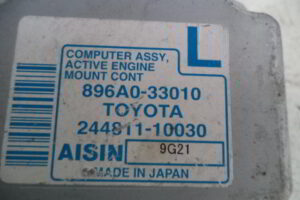 COMPUTER ASSY,
ACTIVE ENGINE
MOUNT CONT
L
896A0-33010
TOYOTA
244811-10030
AISIN 9G21
MADE IN JAPAN